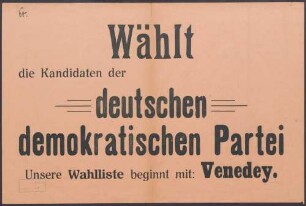 Wählt
die Kandidaten der
deutschen
demokratischen Partei
Unsere Wahlliste beginnt mit: Venedey.